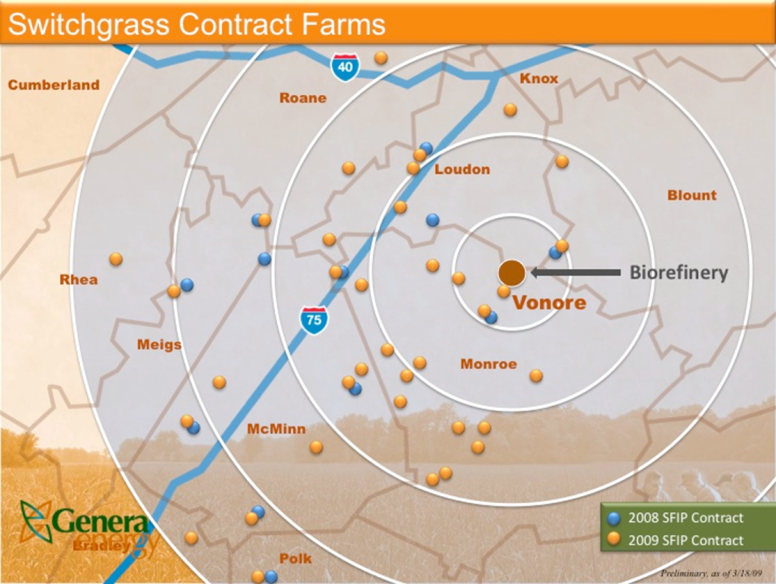 Switchgrass Contract Farms
40
Knox
Cumberland
Roane
Loudon
Blount
Rhea
Biorefinery
Vonore
75
Meigs
Monroe
McMinn
Genera
energy
Bradley
2008 SFIP Contract
2009 SFIP Contract
Polk
Preliminary, as of 3/18/09